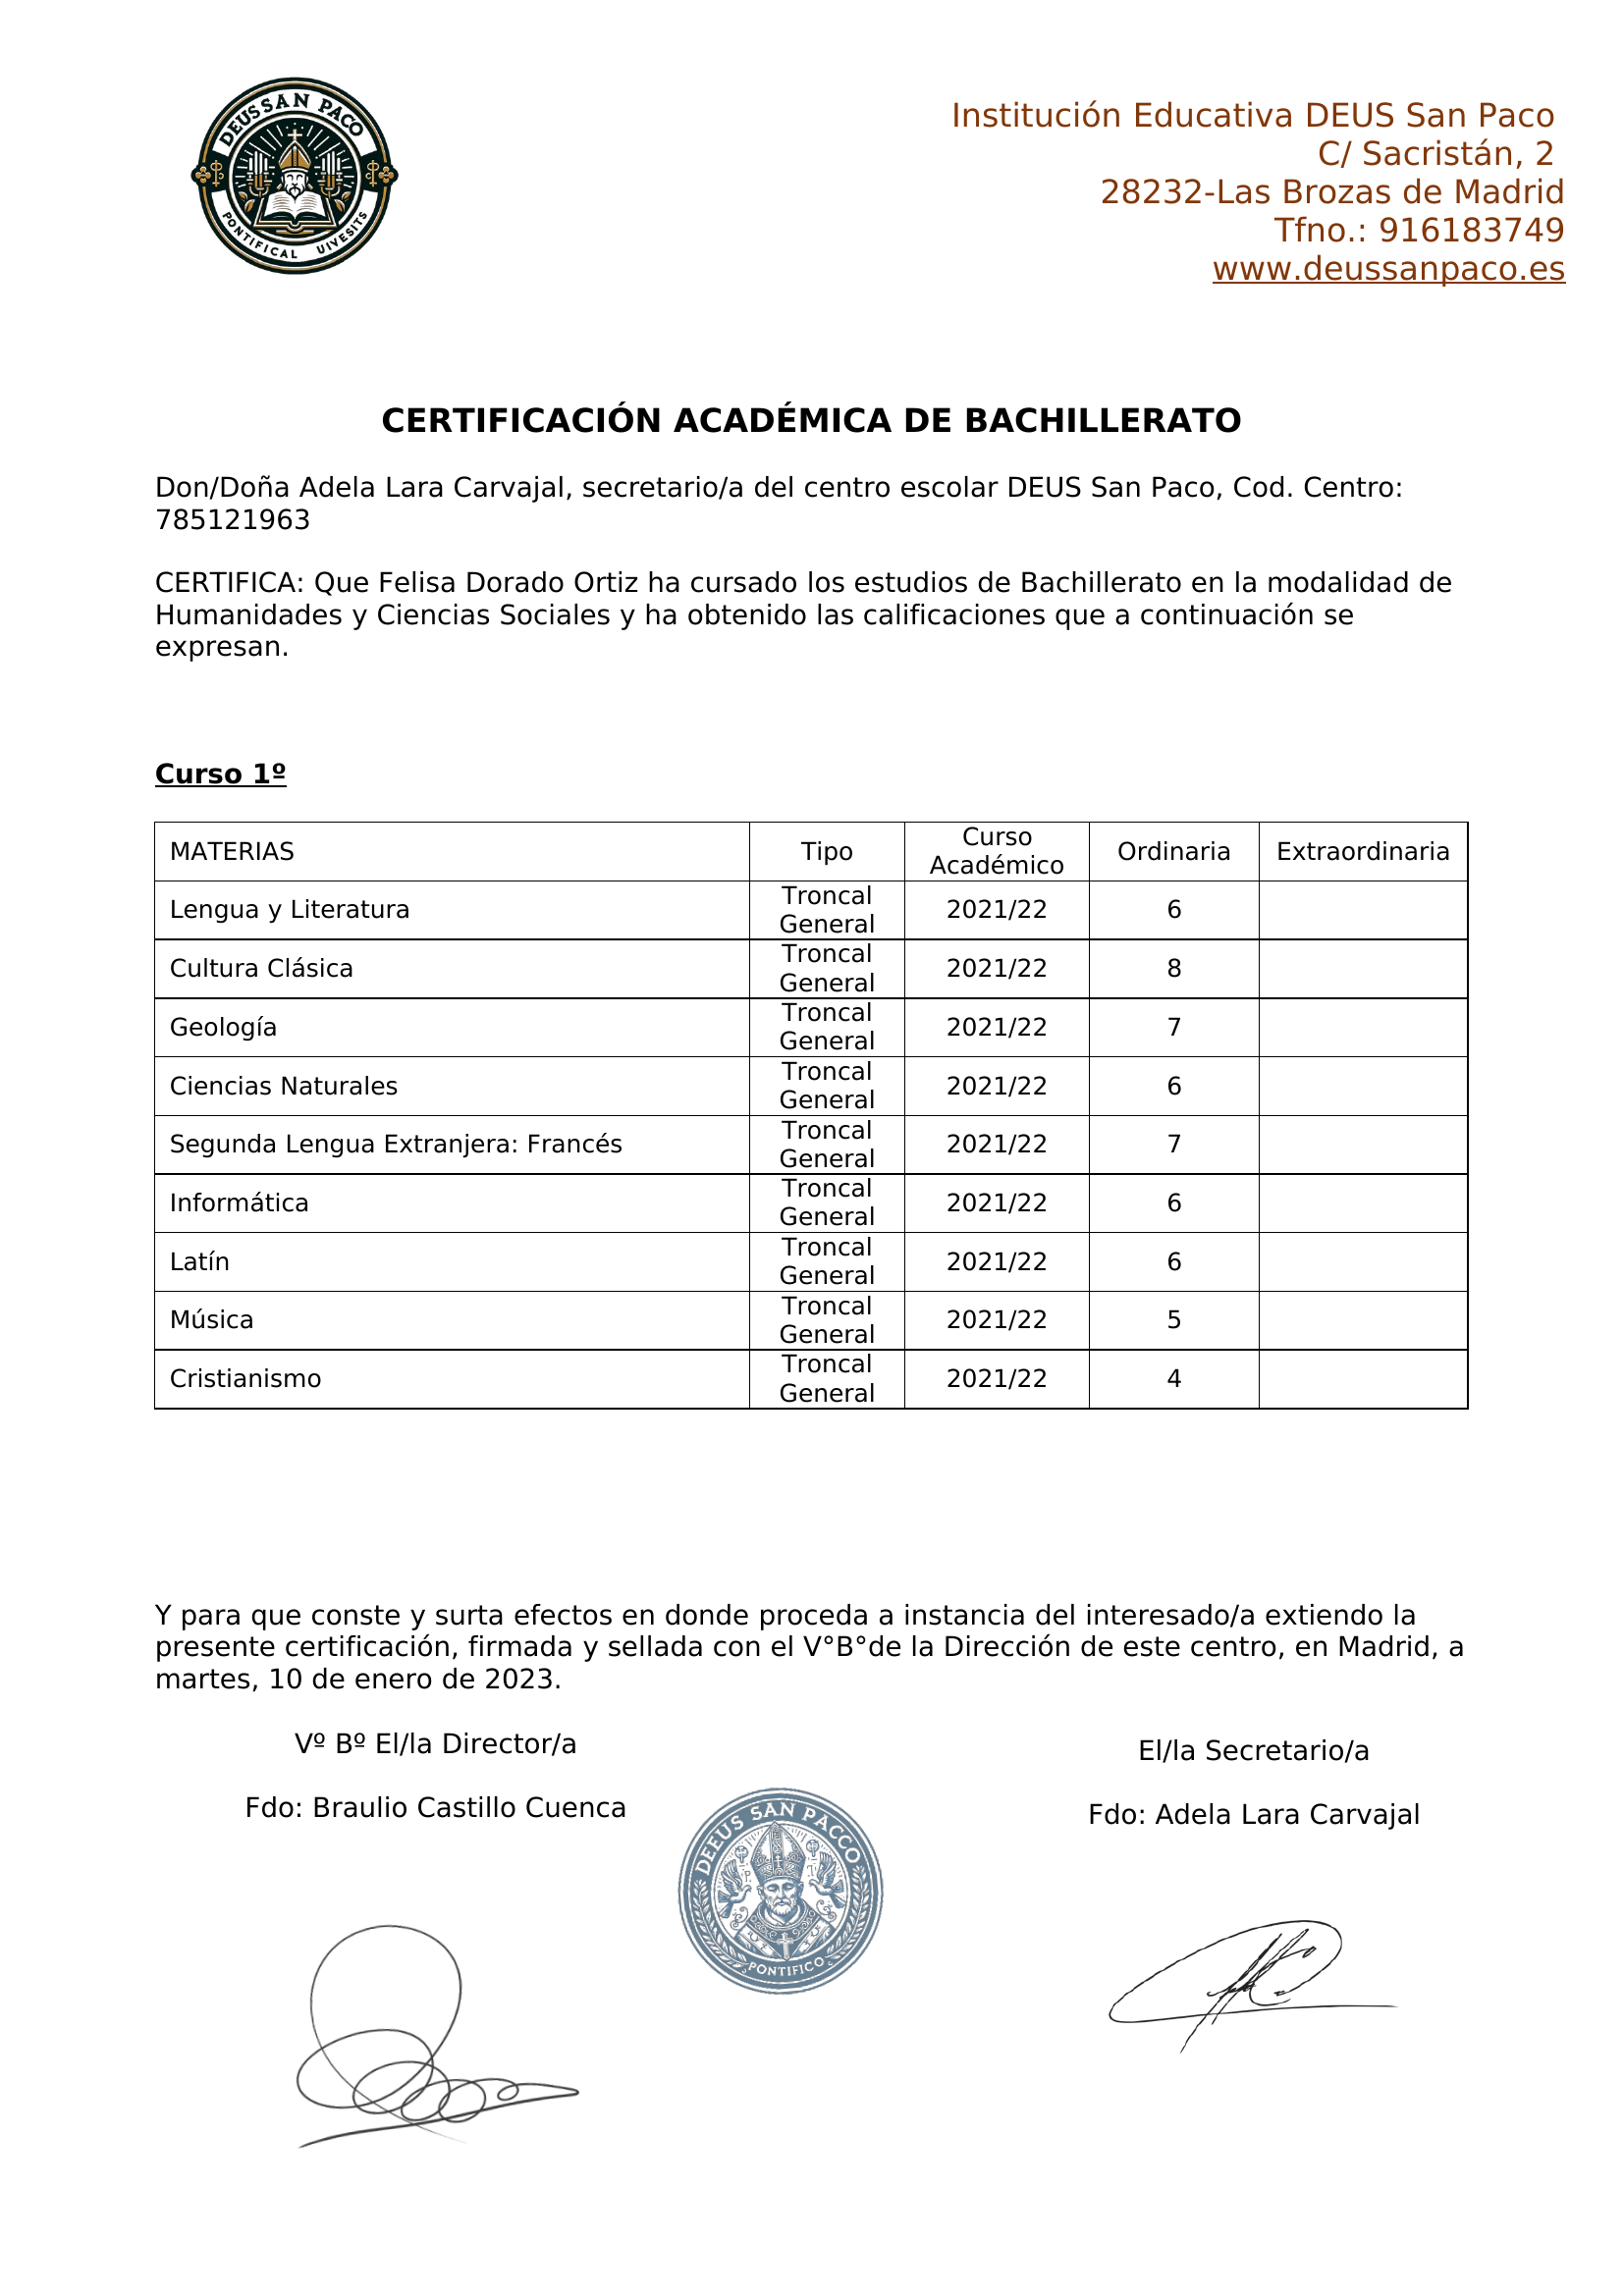 DEUSSAN PACO
PONTIFICAL UIVESITS
Institución Educativa DEUS San Paco
C/ Sacristán, 2
28232-Las Brozas de Madrid
Tfno.: 916183749
www.deussanpaco.es
CERTIFICACIÓN ACADÉMICA DE BACHILLERATO
Don/Doña Adela Lara Carvajal, secretario/a del centro escolar DEUS San Paco, Cod. Centro:
785121963
CERTIFICA: Que Felisa Dorado Ortiz ha cursado los estudios de Bachillerato en la modalidad de
Humanidades y Ciencias Sociales y ha obtenido las calificaciones que a continuación se
expresan.
Curso 1º
MATERIAS Tipo Curso Académico Ordinaria Extraordinaria
Lengua y Literatura Troncal General 2021/22 6
Cultura Clásica Troncal General 2021/22 8
Geología Troncal General 2021/22 7
Ciencias Naturales Troncal General 2021/22 6
Segunda Lengua Extranjera: Francés Troncal General 2021/22 7
Informática Troncal General 2021/22 6
Latín Troncal General 2021/22 6
Música Troncal General 2021/22 5
Cristianismo Troncal General 2021/22 4
Y para que conste y surta efectos en donde proceda a instancia del interesado/a extiendo la
presente certificación, firmada y sellada con el V°B°de la Dirección de este centro, en Madrid, a
martes, 10 de enero de 2023.
Vº Bº El/la Director/a
El/la Secretario/a
Fdo: Braulio Castillo Cuenca
Fdo: Adela Lara Carvajal
DEEUS SAN PACCO
PONTIFICO